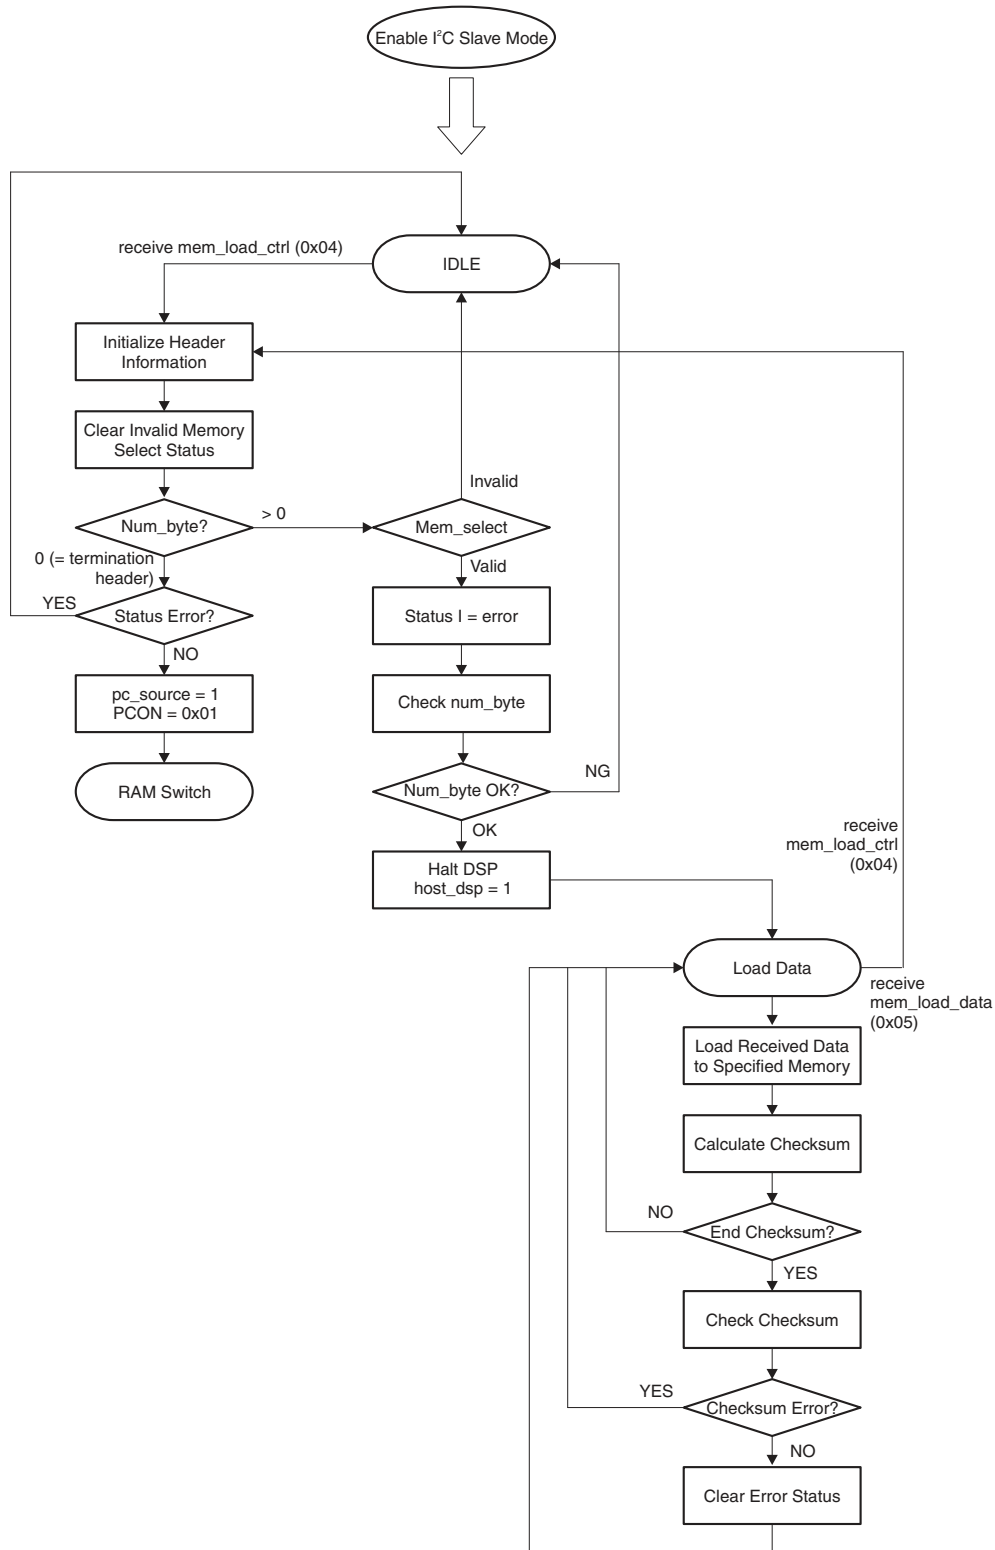 Enable I²C Slave Mode
receive mem_load_ctrl (0x04)
IDLE
Initialize Header
Information
Clear Invalid Memory
Select Status
Invalid
Num_byte?
> 0
Mem_select
0 (= termination
header)
Valid
YES
Status Error?
Status I = error
NO
pc_source = 1
PCON = 0x01
Check num_byte
RAM Switch
Num_byte OK?
NG
OK
Halt DSP
host_dsp = 1
receive
mem_load_ctrl
(0x04)
Load Data
receive
mem_load_data
(0x05)
Load Received Data
to Specified Memory
Calculate Checksum
NO
End Checksum?
YES
Check Checksum
YES
Checksum Error?
NO
Clear Error Status